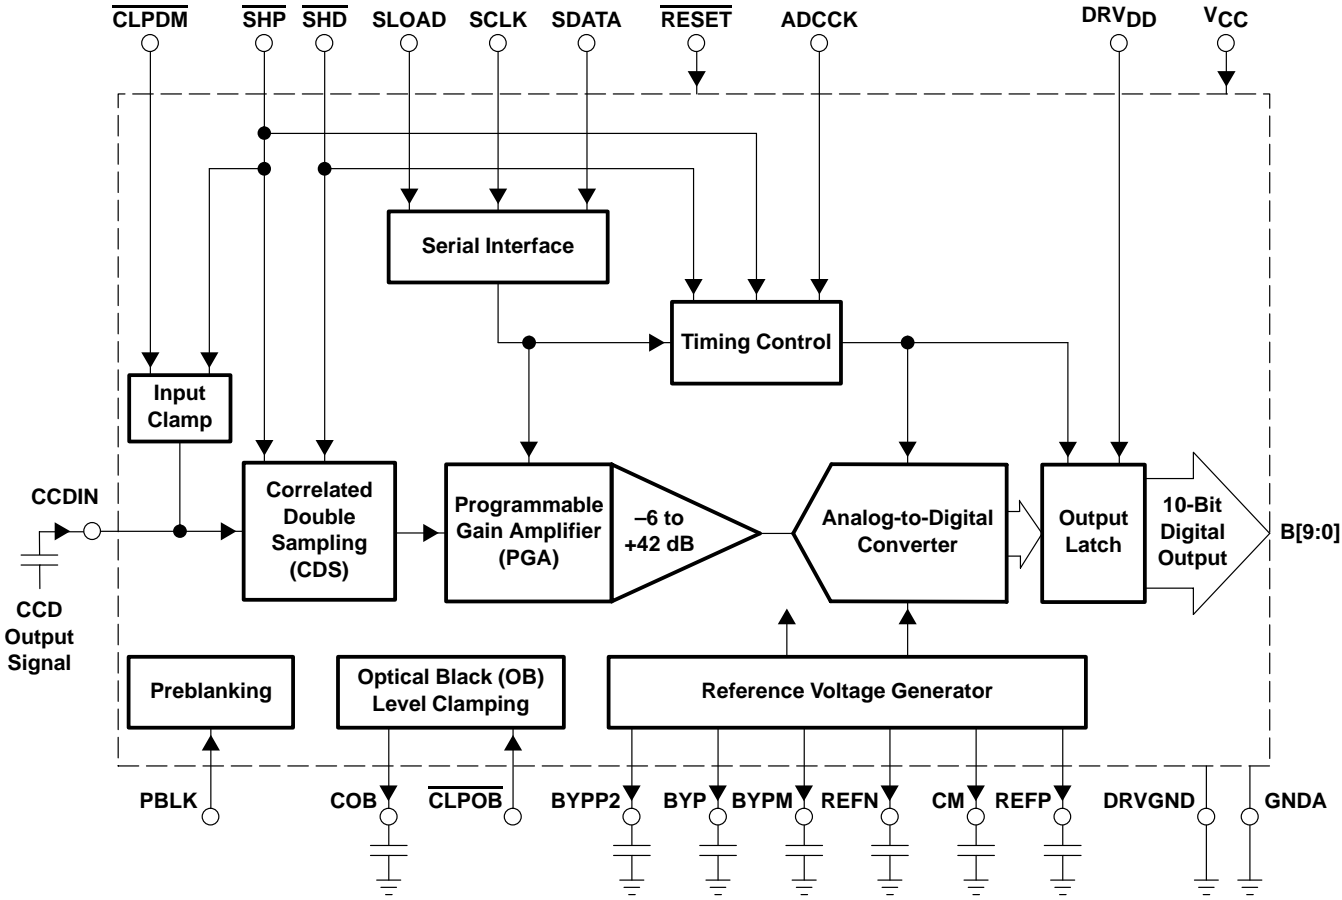 CLPDM SHP SHD SLOAD SCLK SDATA RESET ADCCK DRVDD VCC
Serial Interface
Timing Control
Input
Clamp
CCDIN
Correlated
Double
Sampling
(CDS)
Programmable
Gain Amplifier
(PGA)
–6 to
+42 dB
Analog-to-Digital
Converter
Output
Latch
10-Bit
Digital
Output
B[9:0]
CCD
Output
Signal
Preblanking
Optical Black (OB)
Level Clamping
Reference Voltage Generator
PBLK COB CLPOB BYPP2 BYP BYPM REFN CM REFP DRVGND GNDA